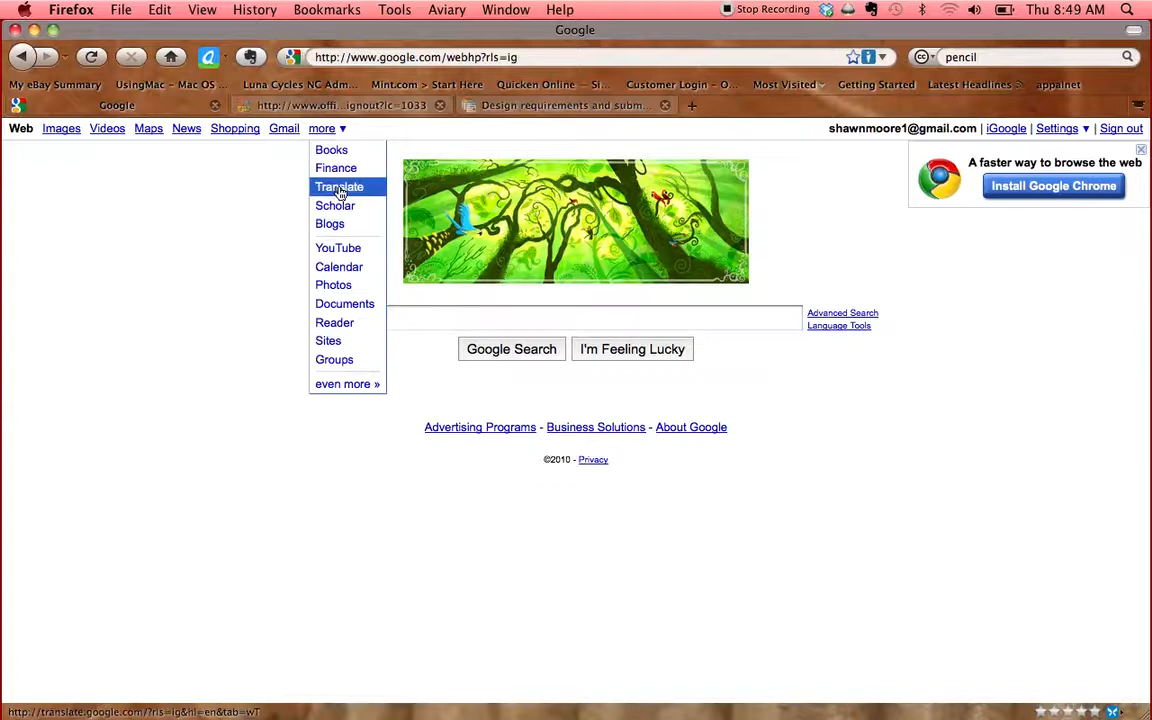 Firefox File Edit View History Bookmarks Tools Aviary Window Help Stop Recording Thu 8:49 AM
Google
http://www.google.com/webhp?rls=ig
pencil
My eBay Summary UsingMac – Mac OS ... Luna Cycles NC Adm... Mint.com > Start Here Quicken Online – Si... Customer Login – O... Most Visited Getting Started Latest Headlines appalnet
Google http://www.offi...ignout?lc=1033 Design requirements and subm...
Web Images Videos Maps News Shopping Gmail more ▼ shawnmoore1@gmail.com | iGoogle | Settings ▼ | Sign out
Books
Finance
Translate
Scholar
Blogs
YouTube
Calendar
Photos
Documents
Reader
Sites
Groups
even more »
A faster way to browse the web
Install Google Chrome
Advanced Search
Language Tools
Google Search I'm Feeling Lucky
Advertising Programs - Business Solutions - About Google
©2010 - Privacy
http://translate.google.com/?rls=ig&hl=en&tab=wT